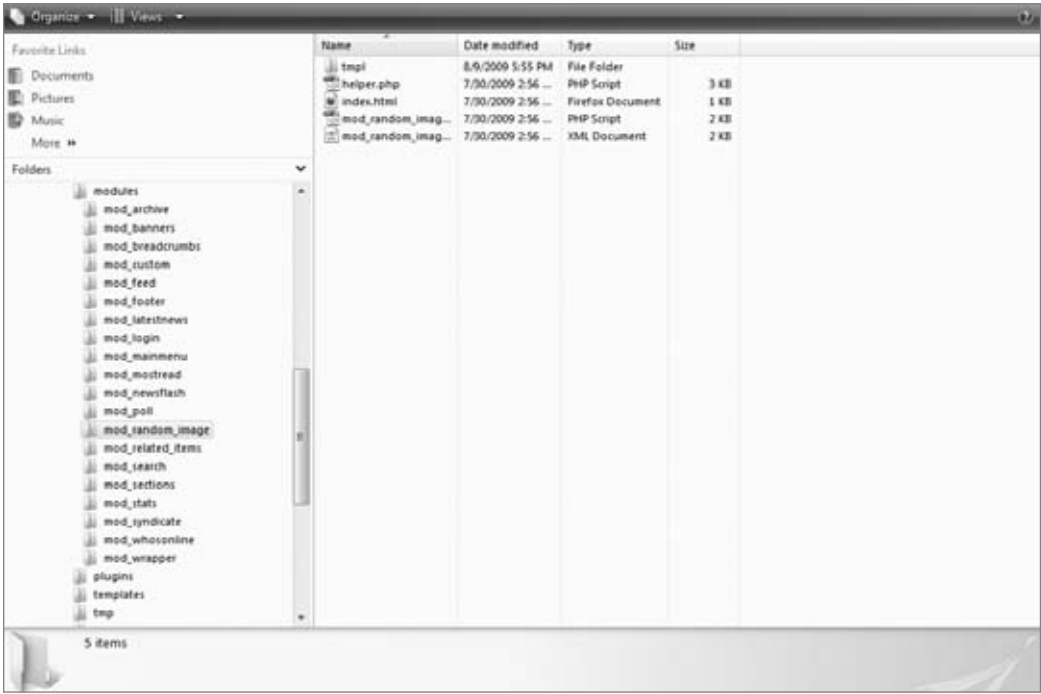 Organize Views
Favorite Links
Documents
Pictures
Music
More »
Folders
modules
mod_archive
mod_banners
mod_breadcrumbs
mod_custom
mod_feed
mod_footer
mod_latestnews
mod_login
mod_mainmenu
mod_mostread
mod_newsflash
mod_poll
mod_random_image
mod_related_items
mod_search
mod_sections
mod_stats
mod_syndicate
mod_whosonline
mod_wrapper
plugins
templates
tmp
Name Date modified Type Size
tmpl 8/9/2009 5:55 PM File Folder
helper.php 7/30/2009 2:56 ... PHP Script 3 KB
index.html 7/30/2009 2:56 ... Firefox Document 1 KB
mod_random_imag... 7/30/2009 2:56 ... PHP Script 2 KB
mod_random_imag... 7/30/2009 2:56 ... XML Document 2 KB
5 items